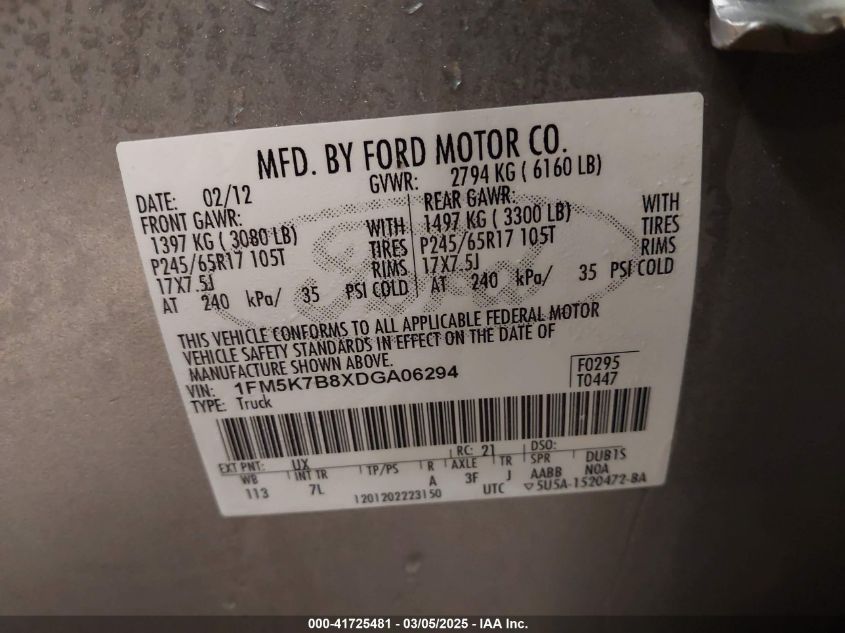 MFD. BY FORD MOTOR CO.
DATE: 02/12 GVWR: 2794 KG ( 6160 LB)
FRONT GAWR: REAR GAWR:
1397 KG ( 3080 LB) WITH 1497 KG ( 3300 LB) WITH
P245/65R17 105T TIRES P245/65R17 105T TIRES
17X7.5J RIMS 17X7.5J RIMS
AT 240 kPa/ 35 PSI COLD AT 240 kPa/ 35 PSI COLD
THIS VEHICLE CONFORMS TO ALL APPLICABLE FEDERAL MOTOR
VEHICLE SAFETY STANDARDS IN EFFECT ON THE DATE OF
MANUFACTURE SHOWN ABOVE.
VIN: 1FM5K7B8XDGA06294 F0295
TYPE: Truck T0447
EXT PNT: UX RC: 21 DSO:
WB INT TR TP/PS R AXLE TR SPR DUB1S
113 7L A 3F J AABB NOA
1201202223150 UTC ▽5U5A-1520472-BA
Ford
000-41725481 - 03/05/2025 - IAA Inc.